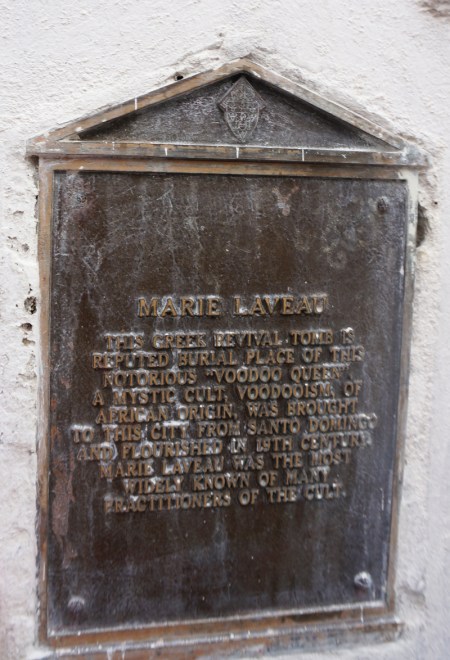 MARIE LAVEAU
THIS GREEK REVIVAL TOMB IS
REPUTED BURIAL PLACE OF THIS
NOTORIOUS "VOODOO QUEEN".
A MYSTIC CULT, VOODOOISM, OF
AFRICAN ORIGIN, WAS BROUGHT
TO THIS CITY FROM SANTO DOMINGO
AND FLOURISHED IN 19TH CENTURY.
MARIE LAVEAU WAS THE MOST
WIDELY KNOWN OF MANY
PRACTITIONERS OF THE CULT.